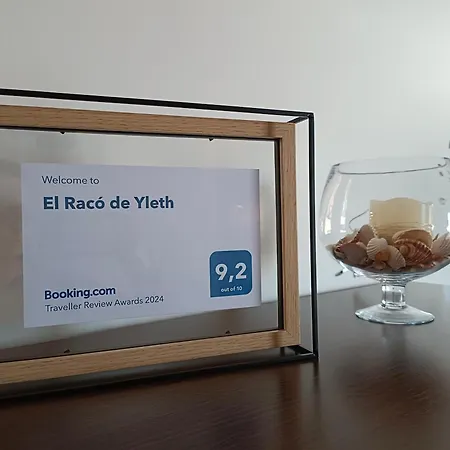 Welcome to
El Racó de Yleth
9,2
out of 10
Booking.com
Traveller Review Awards 2024